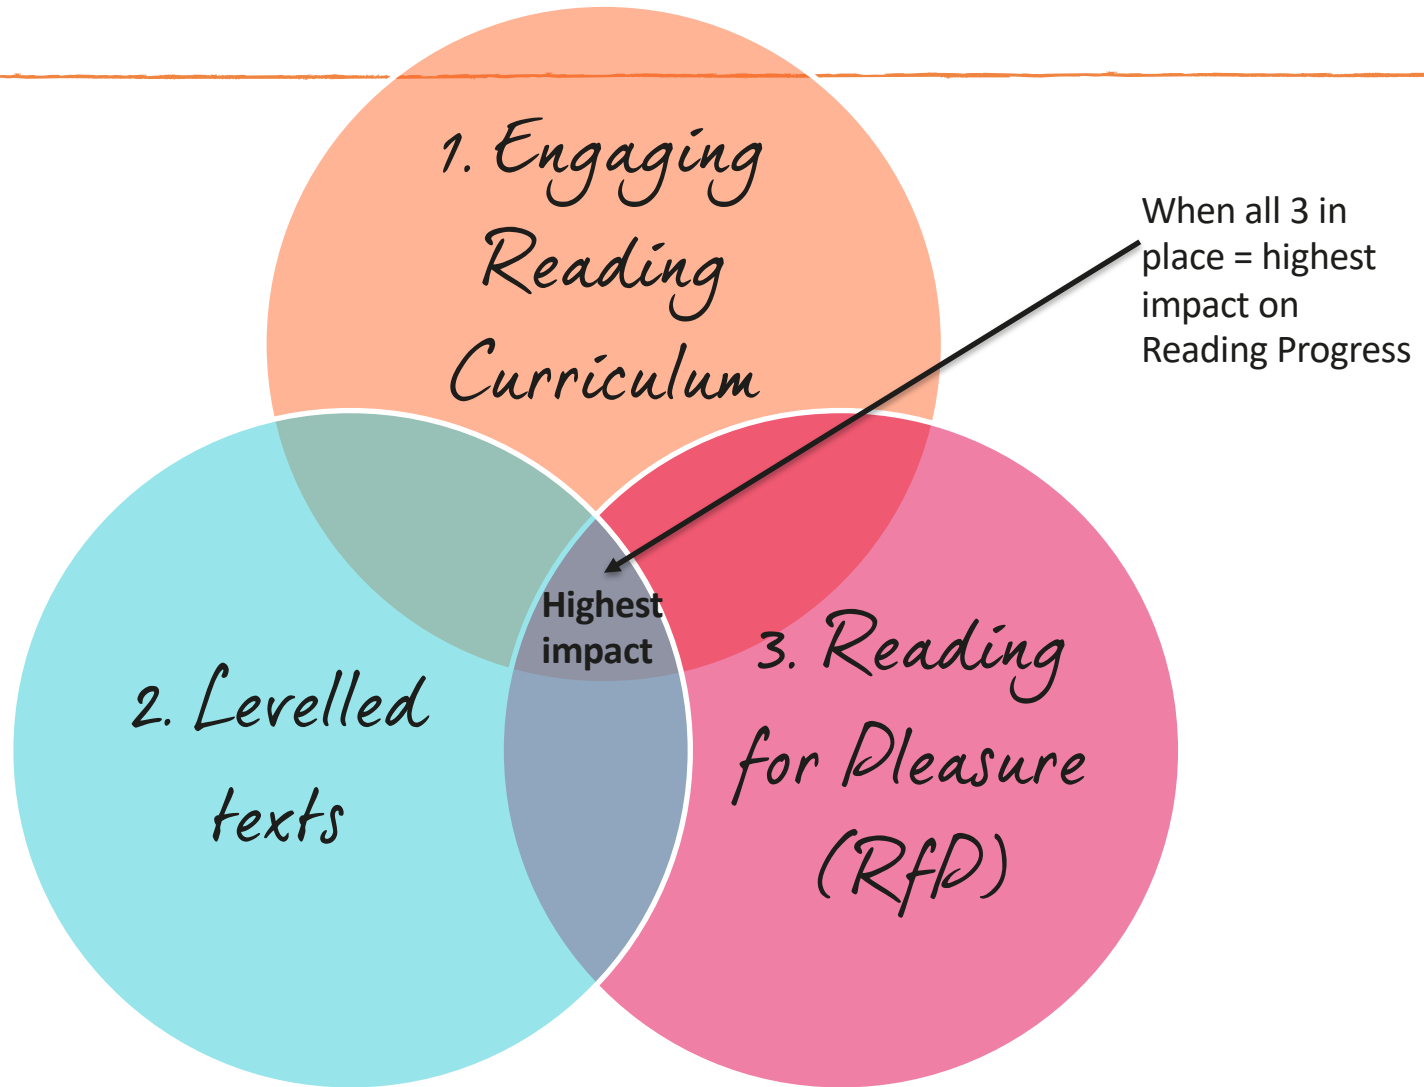 1. Engaging
Reading
Curriculum
When all 3 in
place = highest
impact on
Reading Progress
Highest
impact
2. Levelled
texts
3. Reading
for Pleasure
(RfP)